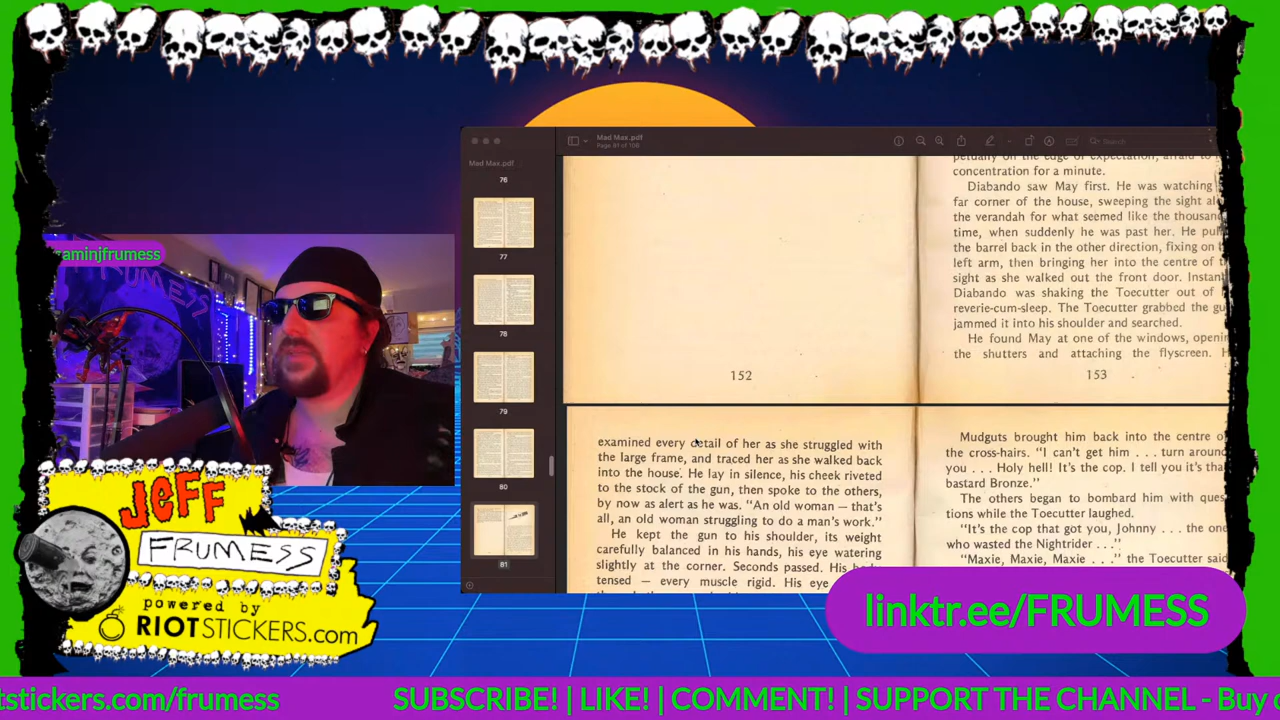 Mad Max.pdf
Page 81 of 106
Search
Mad Max.pdf
76
77
78
79
80
81
concentration for a minute.
Diabando saw May first. He was watching
far corner of the house, sweeping the sight
the verandah for what seemed like the
time, when suddenly he was past her. He
the barrel back in the other direction, fixing on
left arm, then bringing her into the centre of
sight as she walked out the front door.
Diabando was shaking the Toecutter out of
reverie-cum-sleep. The Toecutter grabbed the
jammed it into his shoulder and searched.
He found May at one of the windows,
the shutters and attaching the flyscreen.
152
153
examined every detail of her as she struggled with
the large frame, and traced her as she walked back
into the house. He lay in silence, his cheek riveted
to the stock of the gun, then spoke to the others,
by now as alert as he was. "An old woman — that's
all, an old woman struggling to do a man's work."
He kept the gun to his shoulder, its weight
carefully balanced in his hands, his eye watering
slightly at the corner. Seconds passed. His
tensed — every muscle rigid. His eye
Mudguts brought him back into the centre
the cross-hairs. "I can't get him . . . turn around
you . . . Holy hell! It's the cop. I tell you it's
bastard Bronze."
The others began to bombard him with ques
tions while the Toecutter laughed.
"It's the cop that got you, Johnny . . . the one
who wasted the Nightrider . . ."
"Maxie, Maxie, Maxie . . ." the Toecutter said
saminjfrumess
FRUMESS
JEFF
FRUMESS
powered by
RIOTSTICKERS.com
linktr.ee/FRUMESS
tstickers.com/frumess SUBSCRIBE! | LIKE! | COMMENT! | SUPPORT THE CHANNEL - Buy